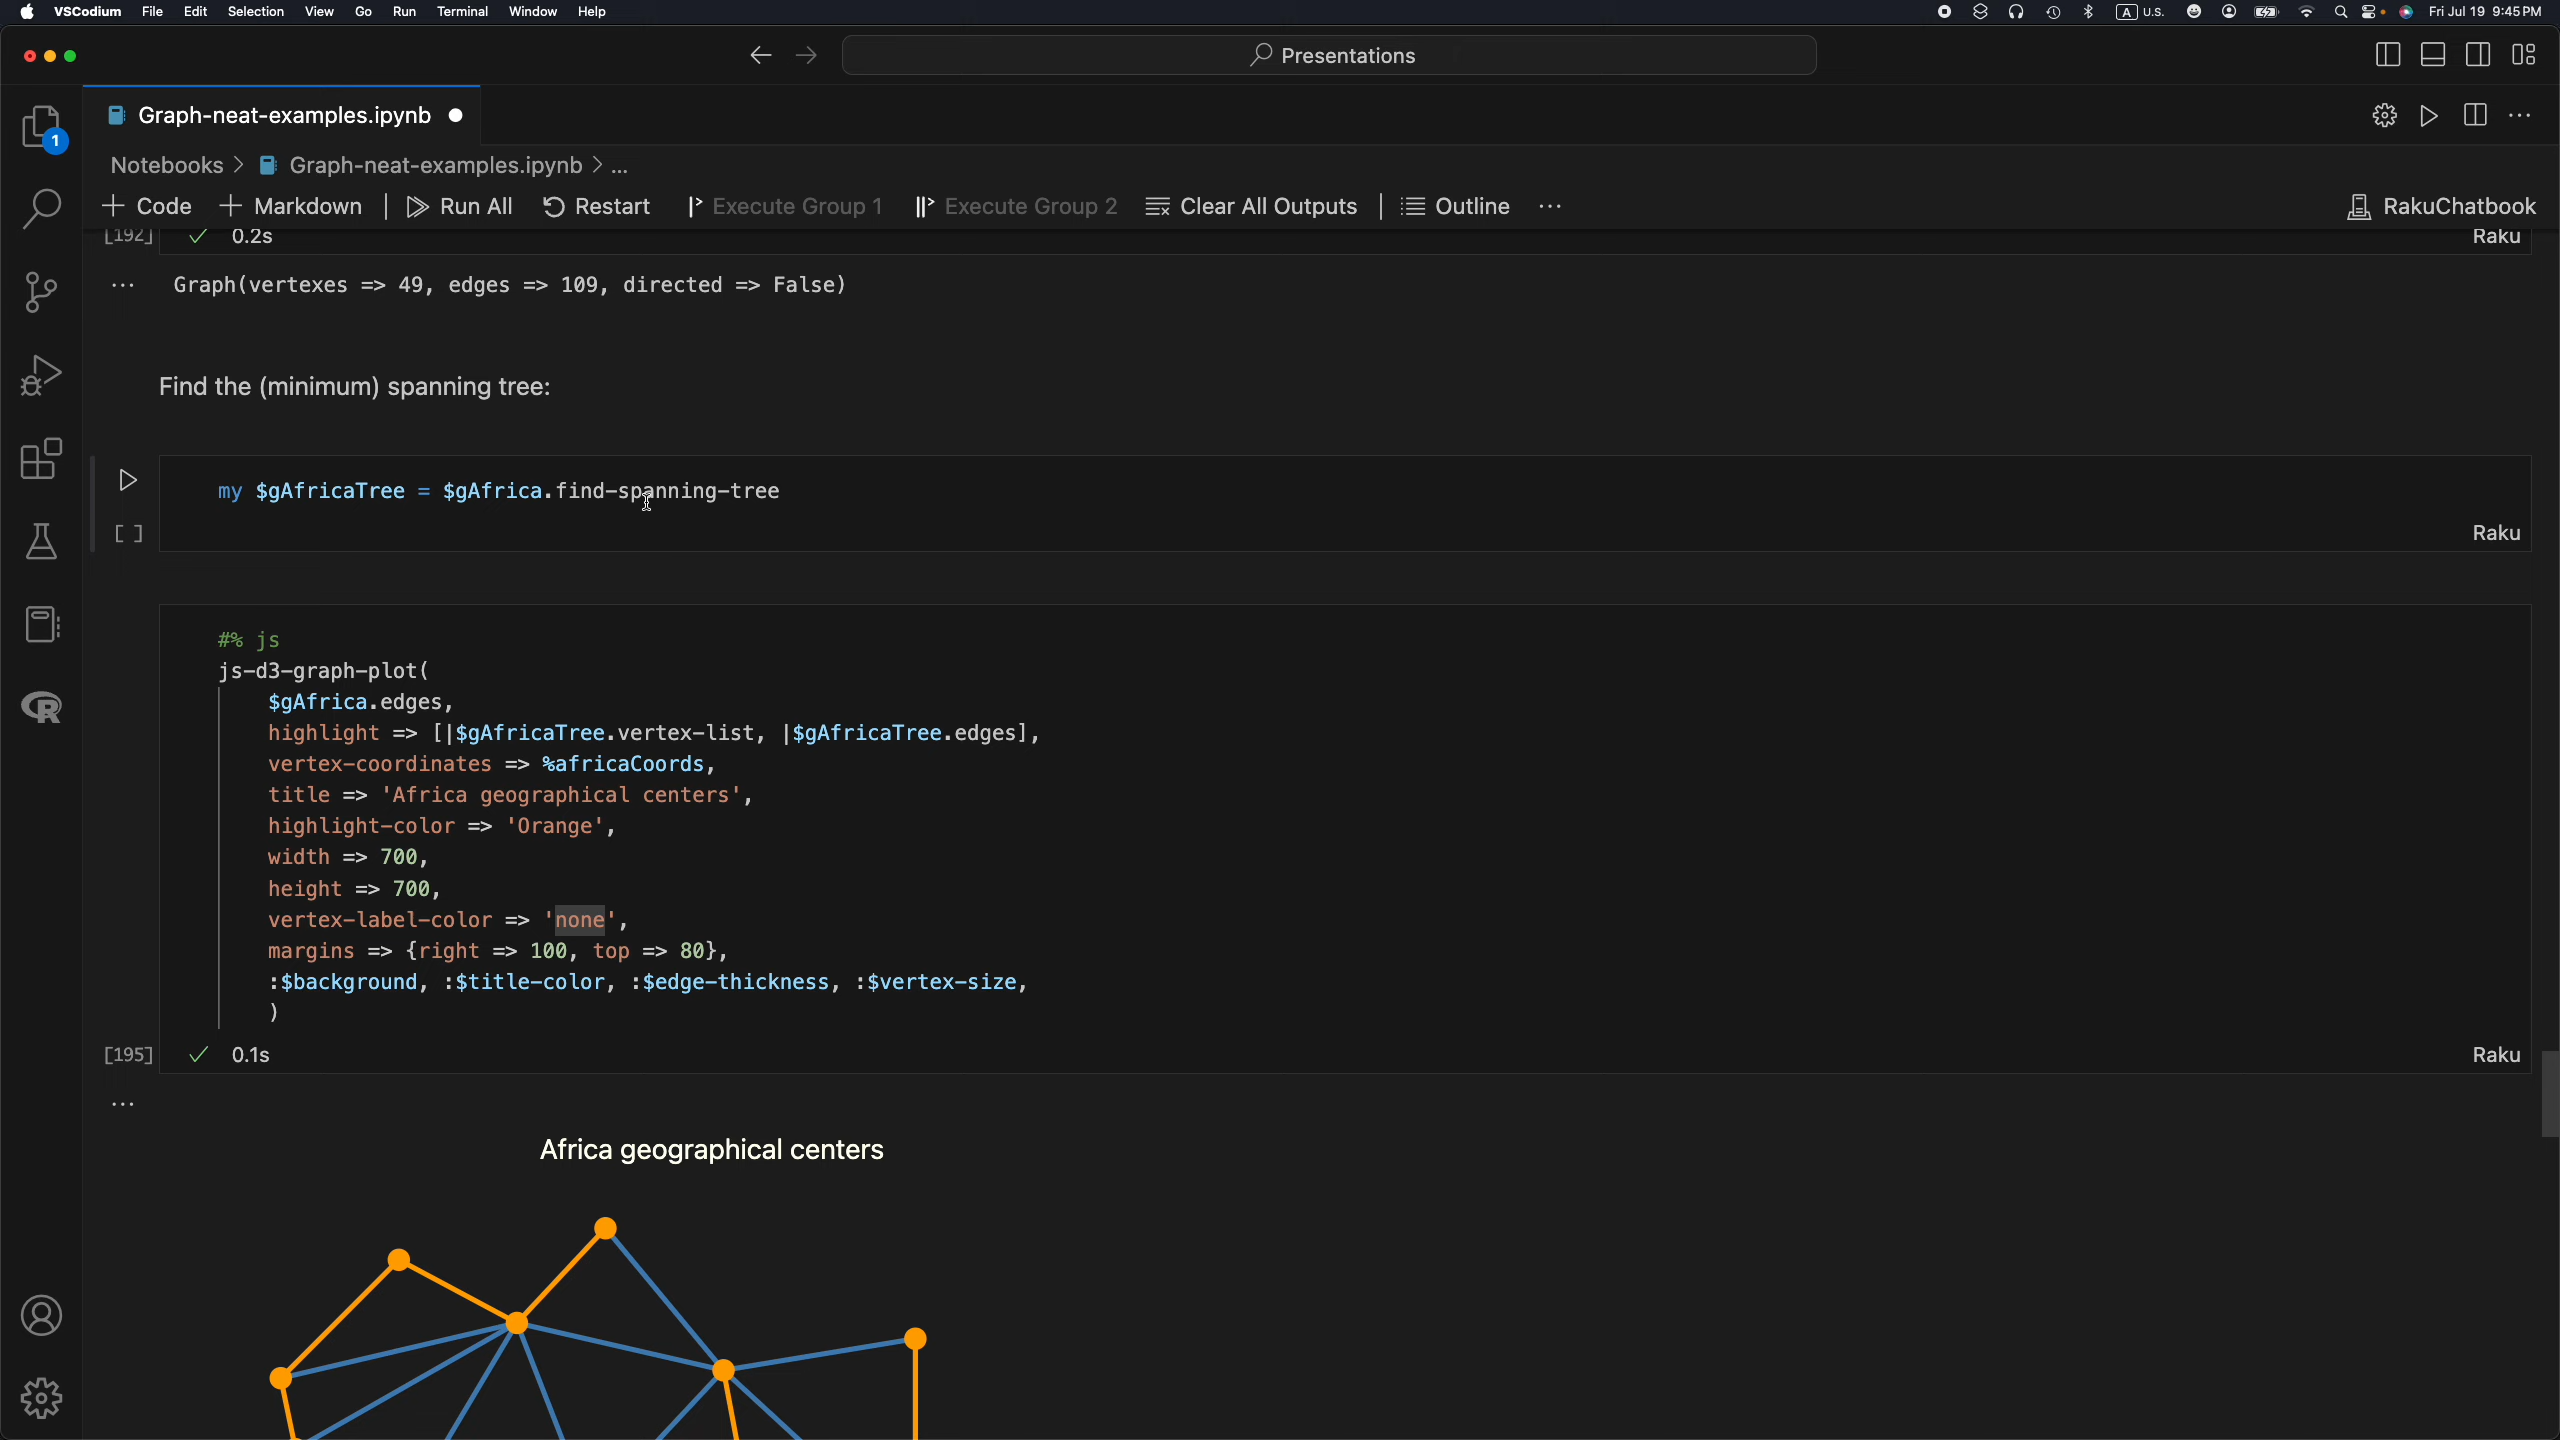 VSCodium File Edit Selection View Go Run Terminal Window Help A U.S. Fri Jul 19 9:45 PM
Presentations
Graph-neat-examples.ipynb
1
Notebooks > Graph-neat-examples.ipynb > ...
+ Code + Markdown Run All Restart Execute Group 1 Execute Group 2 Clear All Outputs Outline ... RakuChatbook
[192] 0.2s Raku
... Graph(vertexes => 49, edges => 109, directed => False)
Find the (minimum) spanning tree:
my $gAfricaTree = $gAfrica.find-spanning-tree
[ ] Raku
#% js
js-d3-graph-plot(
$gAfrica.edges,
highlight => [|$gAfricaTree.vertex-list, |$gAfricaTree.edges],
vertex-coordinates => %africaCoords,
title => 'Africa geographical centers',
highlight-color => 'Orange',
width => 700,
height => 700,
vertex-label-color => 'none',
margins => {right => 100, top => 80},
:$background, :$title-color, :$edge-thickness, :$vertex-size,
)
[195] 0.1s Raku
...
Africa geographical centers